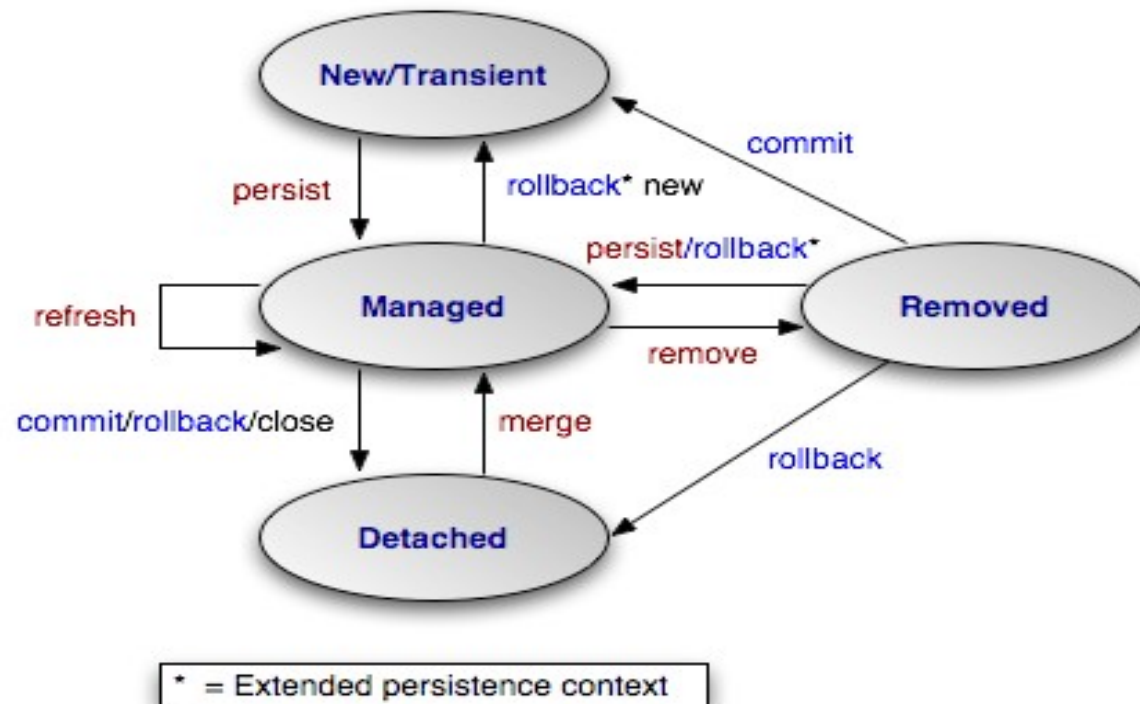 New/Transient
commit
persist
rollback* new
persist/rollback*
Managed
Removed
refresh
remove
commit/rollback/close
merge
rollback
Detached
* = Extended persistence context